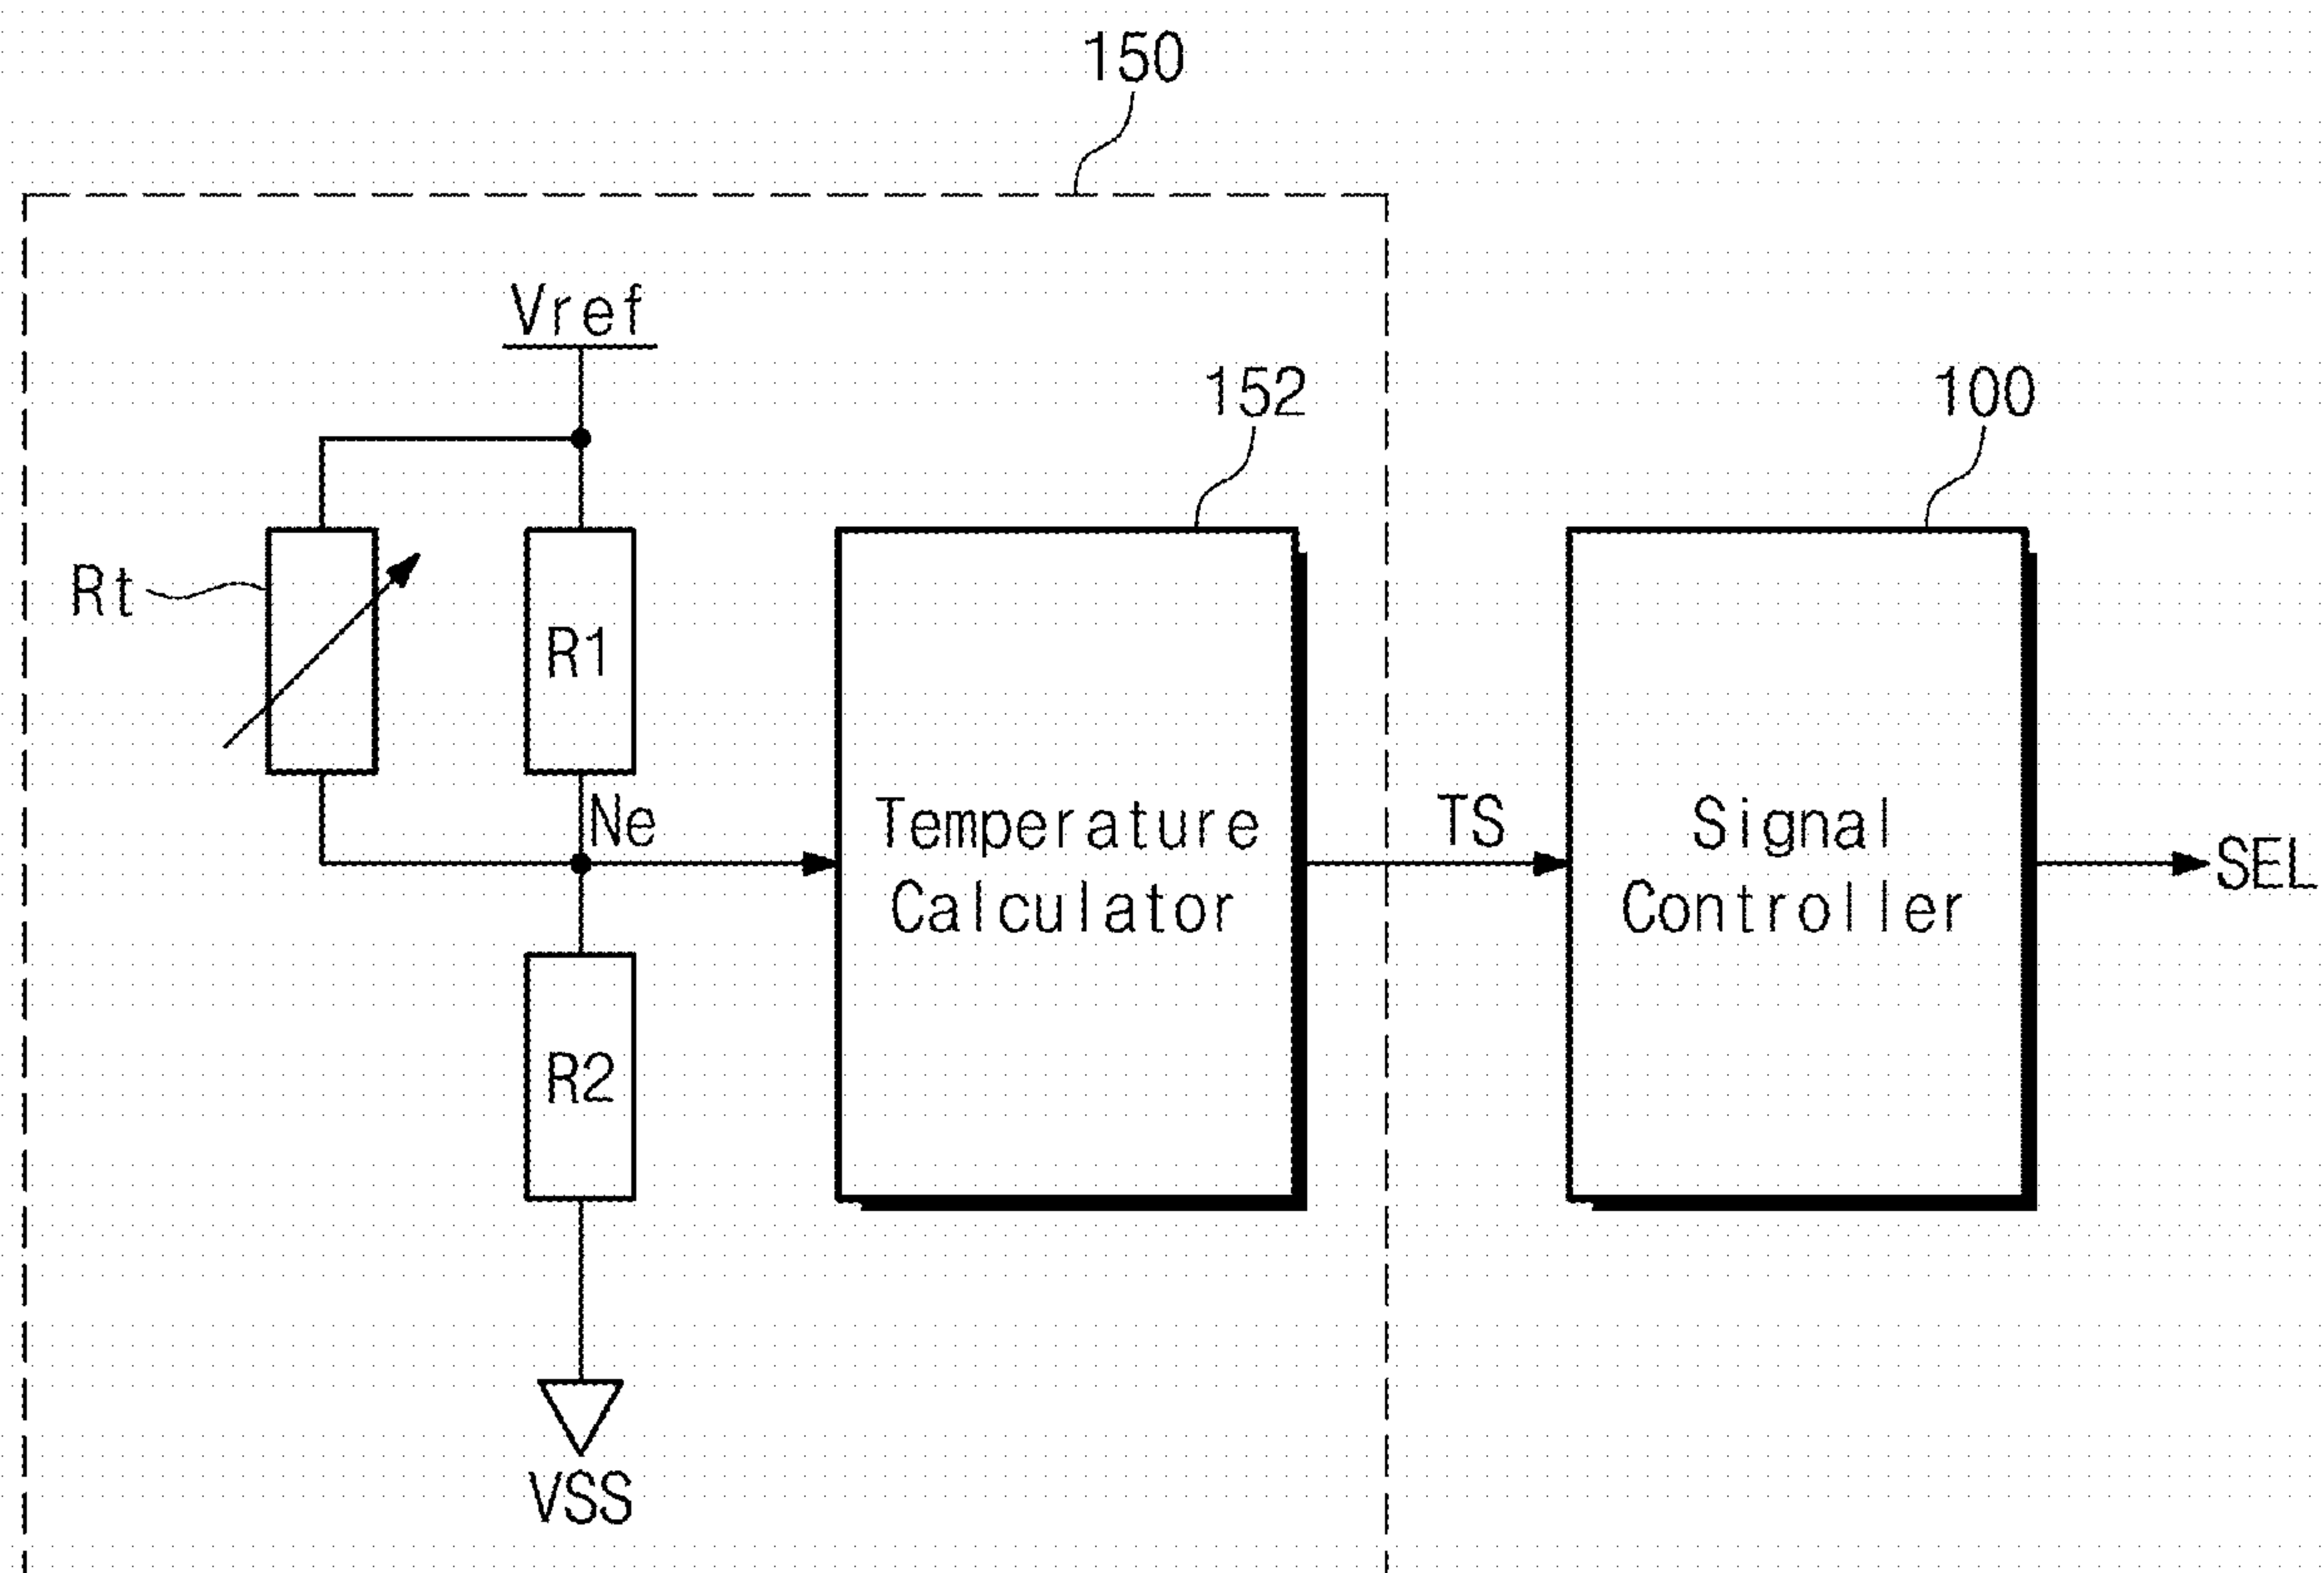 150
Vref
152
100
Rt
R1
Ne
Temperature
Calculator
TS
Signal
Controller
SEL
R2
VSS